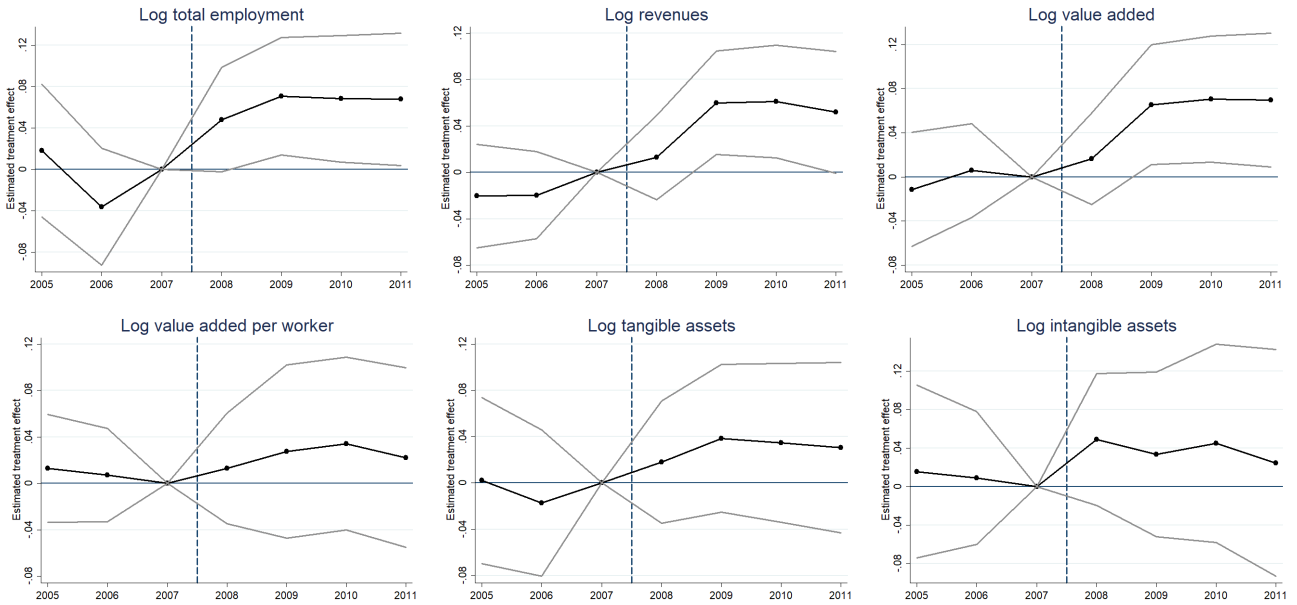 Log total employment
Estimated treatment effect
.12
.08
.04
0
-.04
-.08
2005 2006 2007 2008 2009 2010 2011
Log revenues
Estimated treatment effect
.12
.08
.04
0
-.04
-.08
2005 2006 2007 2008 2009 2010 2011
Log value added
Estimated treatment effect
.12
.08
.04
0
-.04
-.08
2005 2006 2007 2008 2009 2010 2011
Log value added per worker
Estimated treatment effect
.12
.08
.04
0
-.04
-.08
2005 2006 2007 2008 2009 2010 2011
Log tangible assets
Estimated treatment effect
.12
.08
.04
0
-.04
-.08
2005 2006 2007 2008 2009 2010 2011
Log intangible assets
Estimated treatment effect
.12
.08
.04
0
-.04
-.08
2005 2006 2007 2008 2009 2010 2011